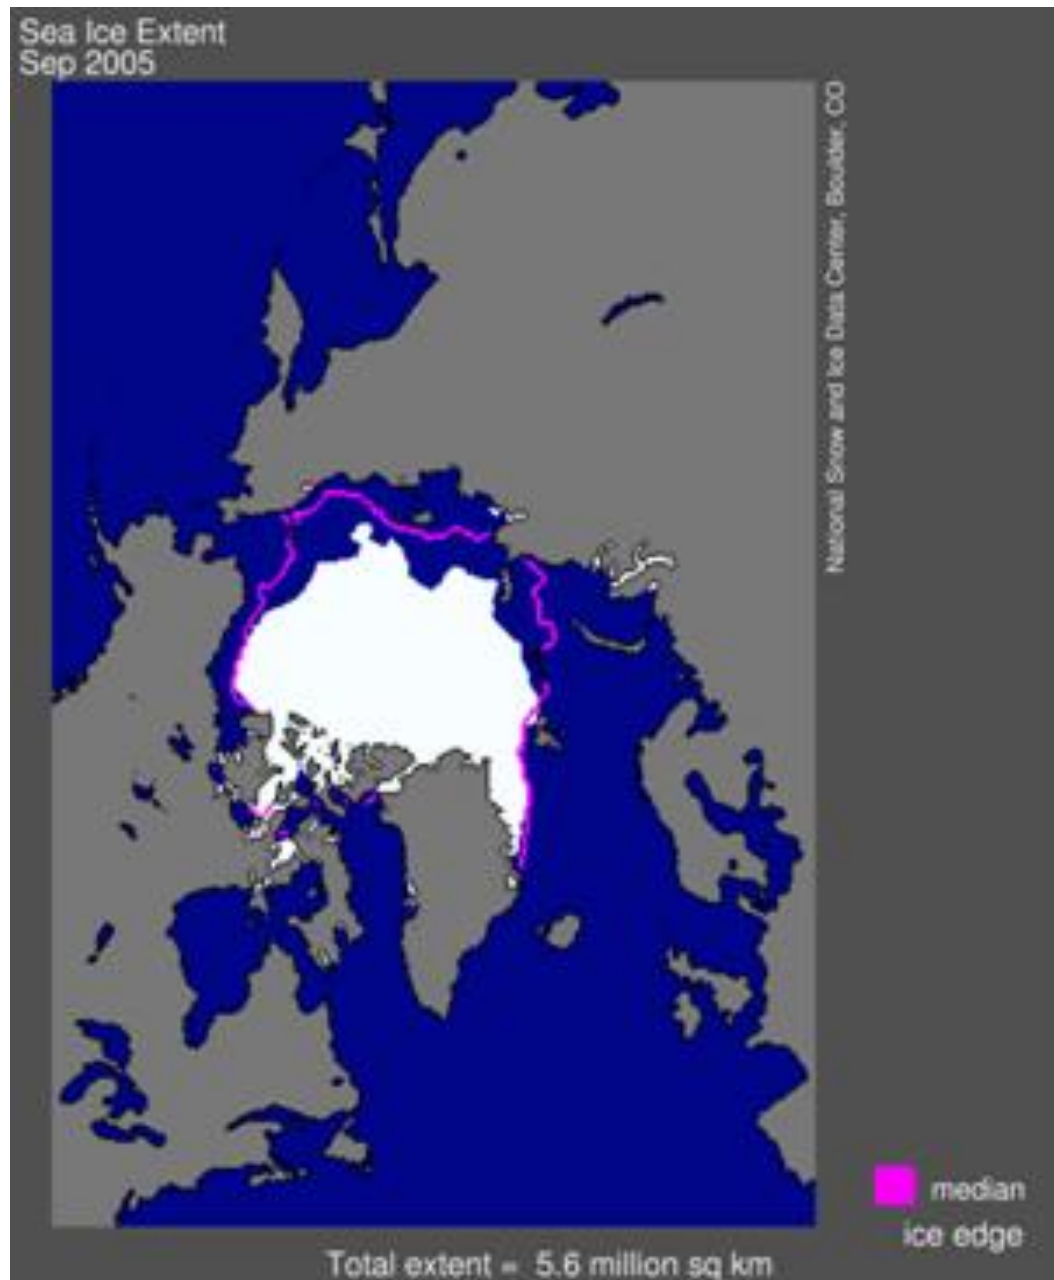 Sea Ice Extent
Sep 2005
National Snow and Ice Data Center, Boulder, CO
median
ice edge
Total extent = 5.6 million sq km